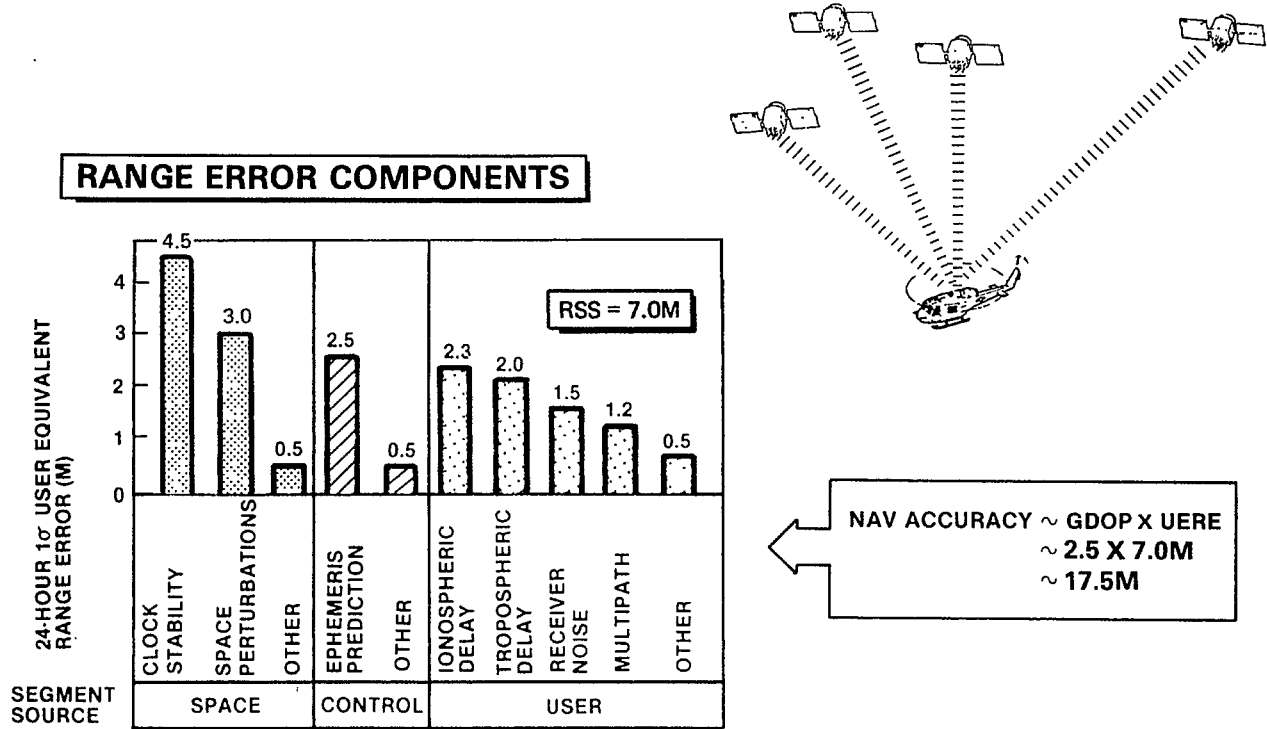 RANGE ERROR COMPONENTS
24-HOUR 1σ USER EQUIVALENT
RANGE ERROR (M)
4
3
2
1
0
4.5
3.0
0.5
2.5
0.5
2.3
2.0
1.5
1.2
0.5
RSS = 7.0M
CLOCK
STABILITY
SPACE
PERTURBATIONS
OTHER
EPHEMERIS
PREDICTION
OTHER
IONOSPHERIC
DELAY
TROPOSPHERIC
DELAY
RECEIVER
NOISE
MULTIPATH
OTHER
SEGMENT
SOURCE
SPACE
CONTROL
USER
NAV ACCURACY ~ GDOP X UERE
~ 2.5 X 7.0M
~ 17.5M